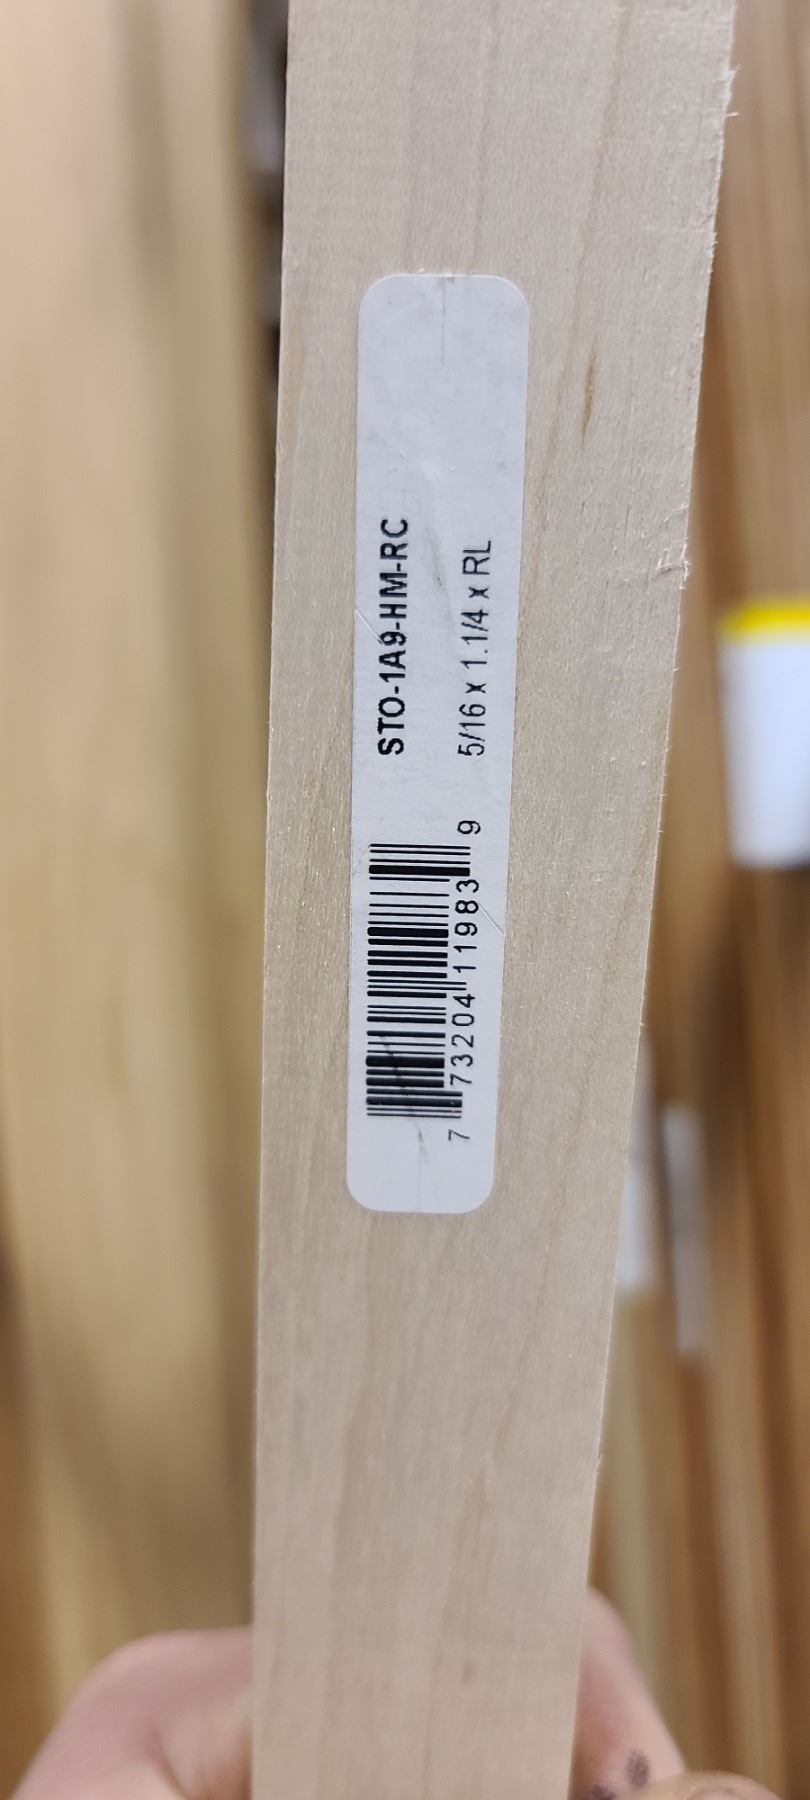 STO-1A9-HM-RC
5/16 x 1.1/4 x RL
7 73204 11983 9